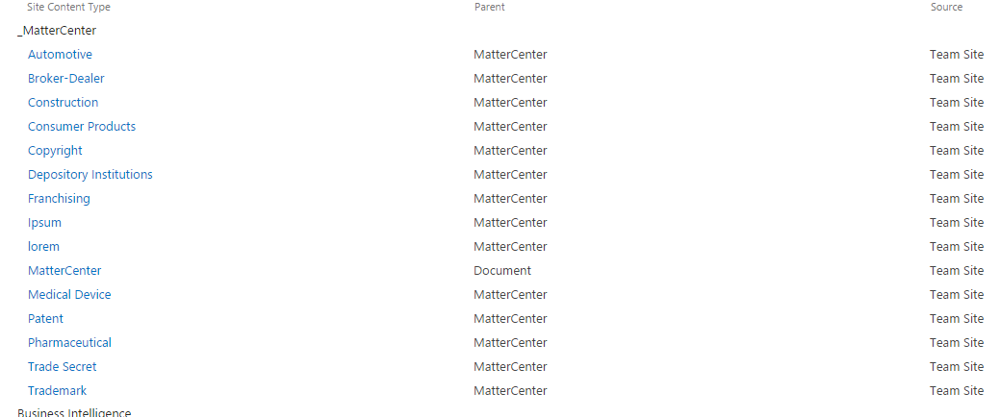 Site Content Type Parent Source
_MatterCenter
Automotive MatterCenter Team Site
Broker-Dealer MatterCenter Team Site
Construction MatterCenter Team Site
Consumer Products MatterCenter Team Site
Copyright MatterCenter Team Site
Depository Institutions MatterCenter Team Site
Franchising MatterCenter Team Site
Ipsum MatterCenter Team Site
lorem MatterCenter Team Site
MatterCenter Document Team Site
Medical Device MatterCenter Team Site
Patent MatterCenter Team Site
Pharmaceutical MatterCenter Team Site
Trade Secret MatterCenter Team Site
Trademark MatterCenter Team Site
Business Intelligence